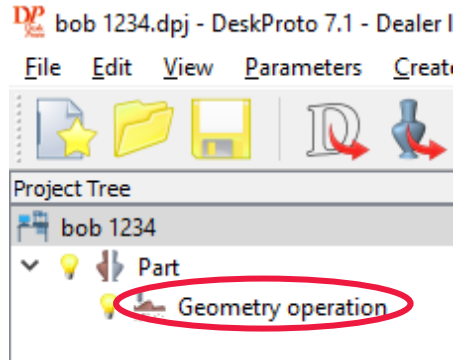 DP bob 1234.dpj - DeskProto 7.1 - Dealer
File Edit View Parameters Create
D
Project Tree
bob 1234
Part
Geometry operation